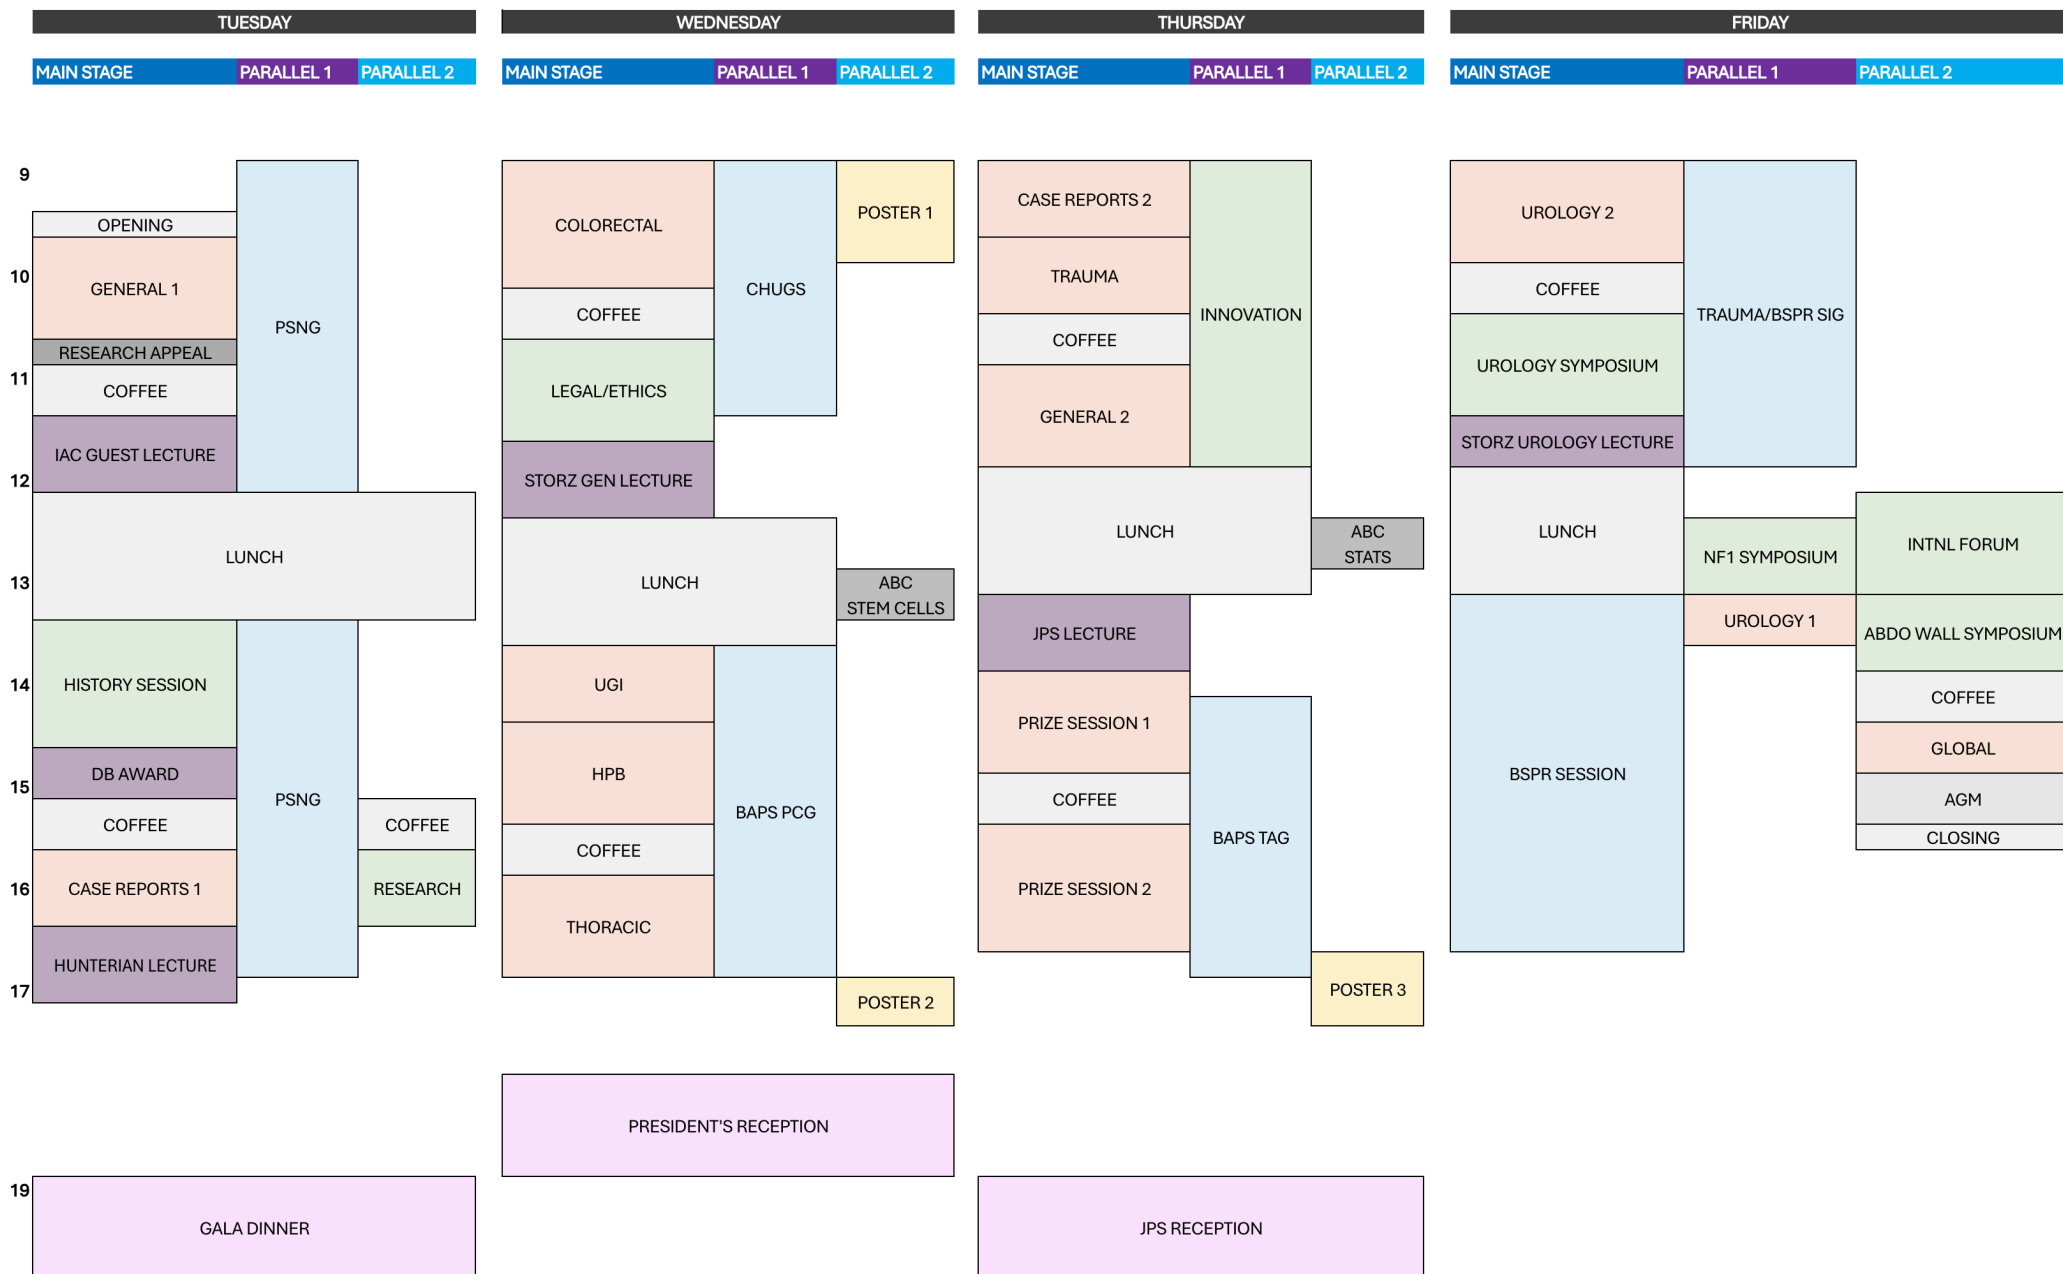 TUESDAY
MAIN STAGE PARALLEL 1 PARALLEL 2
WEDNESDAY
MAIN STAGE PARALLEL 1 PARALLEL 2
THURSDAY
MAIN STAGE PARALLEL 1 PARALLEL 2
FRIDAY
MAIN STAGE PARALLEL 1 PARALLEL 2
9
10
11
12
13
14
15
16
17
19
OPENING
GENERAL 1
RESEARCH APPEAL
COFFEE
IAC GUEST LECTURE
PSNG
LUNCH
HISTORY SESSION
DB AWARD
COFFEE
CASE REPORTS 1
HUNTERIAN LECTURE
PSNG
COFFEE
RESEARCH
GALA DINNER
COLORECTAL
COFFEE
LEGAL/ETHICS
STORZ GEN LECTURE
CHUGS
POSTER 1
LUNCH
ABC
STEM CELLS
UGI
HPB
COFFEE
THORACIC
BAPS PCG
POSTER 2
PRESIDENT'S RECEPTION
CASE REPORTS 2
TRAUMA
COFFEE
GENERAL 2
INNOVATION
LUNCH
ABC
STATS
JPS LECTURE
PRIZE SESSION 1
COFFEE
PRIZE SESSION 2
BAPS TAG
POSTER 3
JPS RECEPTION
UROLOGY 2
COFFEE
UROLOGY SYMPOSIUM
STORZ UROLOGY LECTURE
TRAUMA/BSPR SIG
LUNCH
NF1 SYMPOSIUM
INTNL FORUM
BSPR SESSION
UROLOGY 1
ABDO WALL SYMPOSIUM
COFFEE
GLOBAL
AGM
CLOSING